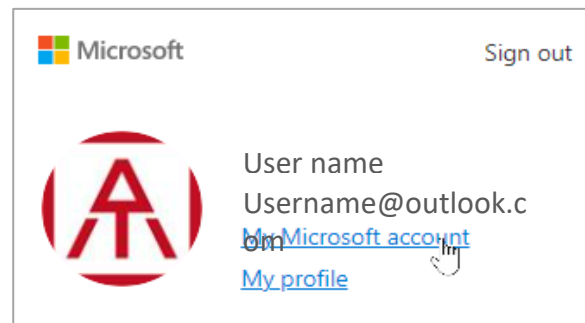 Microsoft
Sign out
User name
Username@outlook.c
om
My Microsoft account
My profile